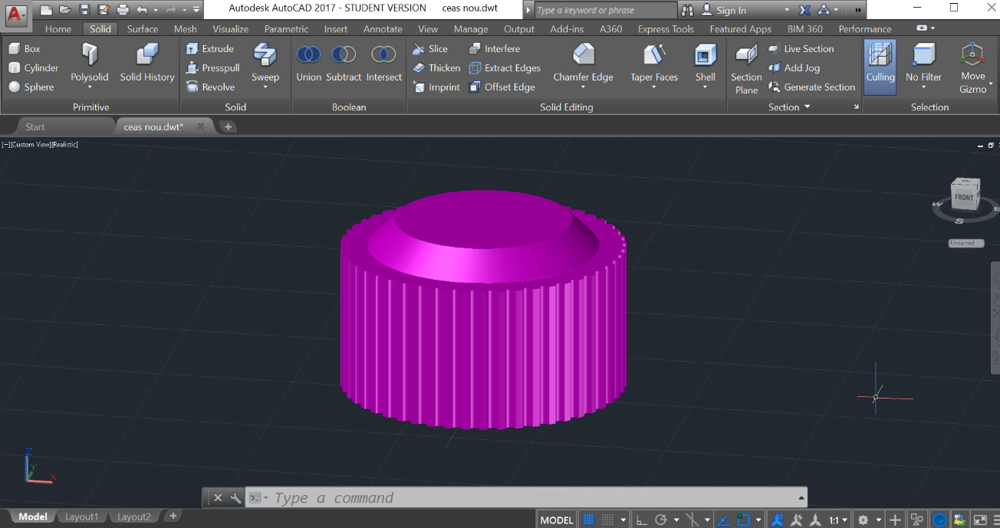 Autodesk AutoCAD 2017 - STUDENT VERSION ceas nou.dwt Type a keyword or phrase Sign In
Home Solid Surface Mesh Visualize Parametric Insert Annotate View Manage Output Add-ins A360 Express Tools Featured Apps BIM 360 Performance
Box Extrude Slice Interfere Live Section
Cylinder Presspull Thicken Extract Edges Add Jog
Sphere Revolve Imprint Offset Edge Generate Section
Polysolid Solid History Sweep Union Subtract Intersect Chamfer Edge Taper Faces Shell Section Plane Culling No Filter Move Gizmo
Primitive Solid Boolean Solid Editing Section Selection
Start ceas nou.dwt*
[−][Custom View][Realistic]
FRONT
W S E
Unnamed
Z
Y
X
Type a command
Model Layout1 Layout2 MODEL 1:1